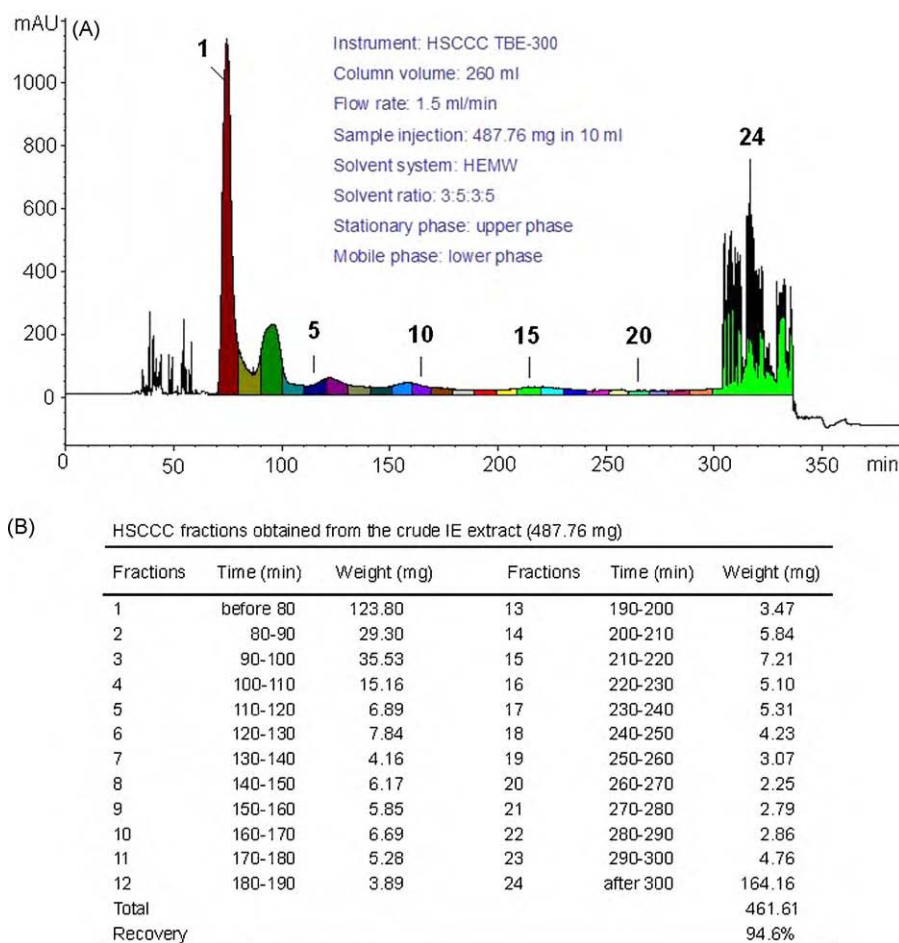 mAU
(A)
1
Instrument: HSCCC TBE-300
Column volume: 260 ml
Flow rate: 1.5 ml/min
Sample injection: 487.76 mg in 10 ml
Solvent system: HEMW
Solvent ratio: 3:5:3:5
Stationary phase: upper phase
Mobile phase: lower phase
24
1000
800
600
400
200
0
5 10 15 20
0 50 100 150 200 250 300 350 min
(B)
HSCCC fractions obtained from the crude IE extract (487.76 mg)
Fractions Time (min) Weight (mg) Fractions Time (min) Weight (mg)
1 before 80 123.80 13 190-200 3.47
2 80-90 29.30 14 200-210 5.84
3 90-100 35.53 15 210-220 7.21
4 100-110 15.16 16 220-230 5.10
5 110-120 6.89 17 230-240 5.31
6 120-130 7.84 18 240-250 4.23
7 130-140 4.16 19 250-260 3.07
8 140-150 6.17 20 260-270 2.25
9 150-160 5.85 21 270-280 2.79
10 160-170 6.69 22 280-290 2.86
11 170-180 5.28 23 290-300 4.76
12 180-190 3.89 24 after 300 164.16
Total 461.61
Recovery 94.6%